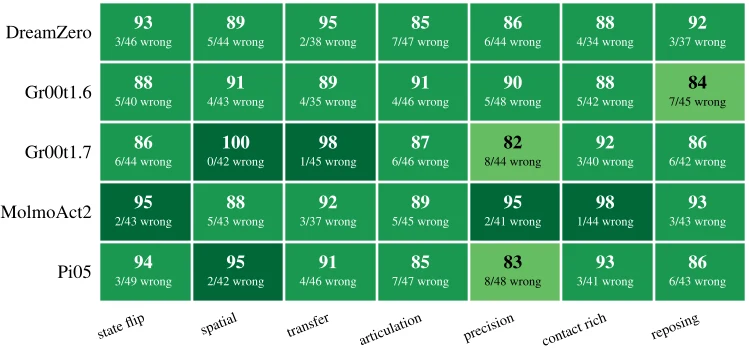 DreamZero
93 89 95 85 86 88 92
3/46 wrong 5/44 wrong 2/38 wrong 7/47 wrong 6/44 wrong 4/34 wrong 3/37 wrong
Gr00t1.6
88 91 89 91 90 88 84
5/40 wrong 4/43 wrong 4/35 wrong 4/46 wrong 5/48 wrong 5/42 wrong 7/45 wrong
Gr00t1.7
86 100 98 87 82 92 86
6/44 wrong 0/42 wrong 1/45 wrong 6/46 wrong 8/44 wrong 3/40 wrong 6/42 wrong
MolmoAct2
95 88 92 89 95 98 93
2/43 wrong 5/43 wrong 3/37 wrong 5/45 wrong 2/41 wrong 1/44 wrong 3/43 wrong
Pi05
94 95 91 85 83 93 86
3/49 wrong 2/42 wrong 4/46 wrong 7/47 wrong 8/48 wrong 3/41 wrong 6/43 wrong
state flip spatial transfer articulation precision contact rich reposing